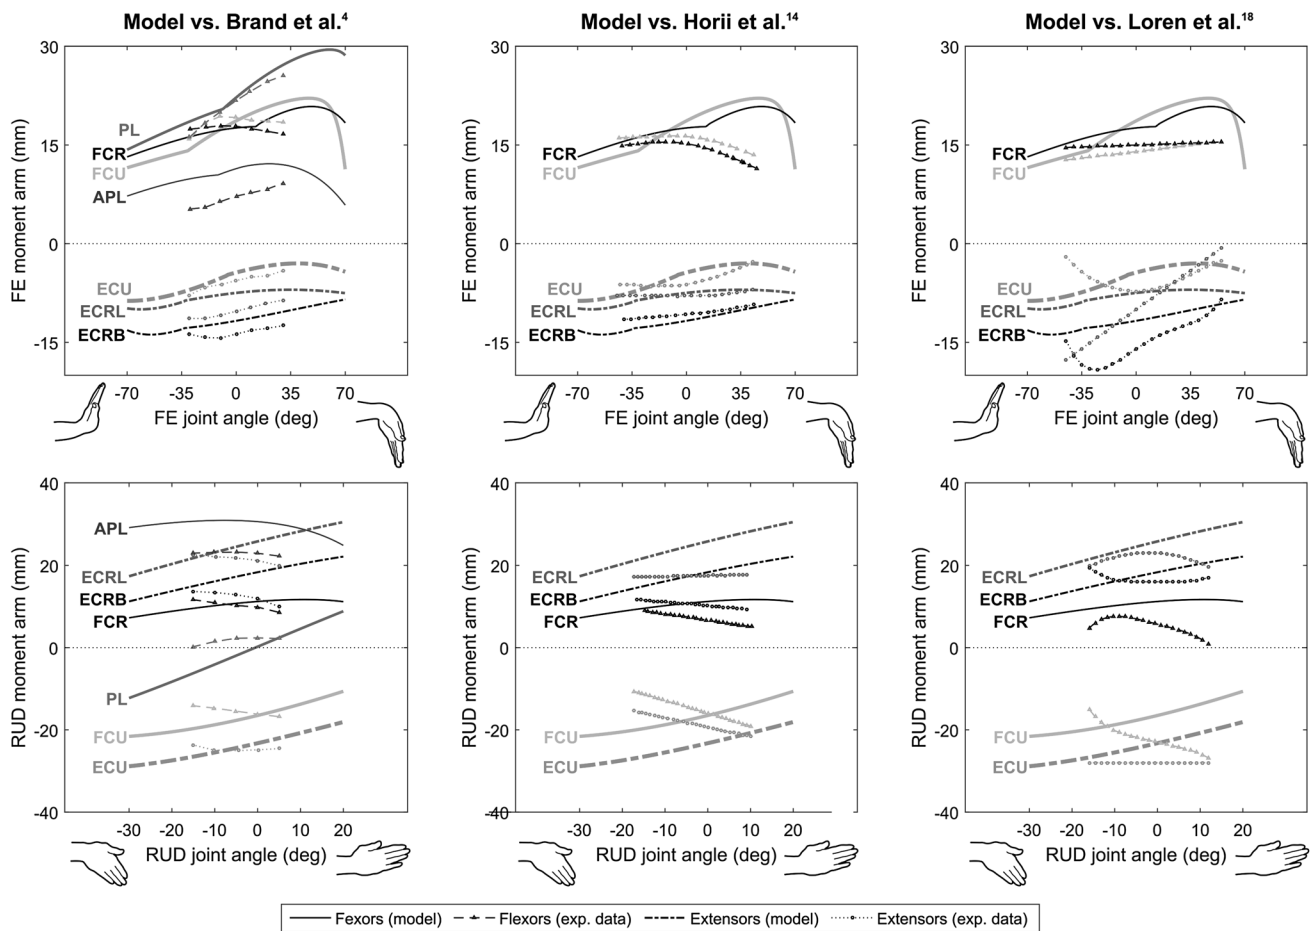 Model vs. Brand et al.4
Model vs. Horii et al.14
Model vs. Loren et al.18
FE moment arm (mm)
30
15
0
-15
PL
FCR
FCU
APL
ECU
ECRL
ECRB
-70 -35 0 35 70
FE joint angle (deg)
FE moment arm (mm)
30
15
0
-15
FCR
FCU
ECU
ECRL
ECRB
-70 -35 0 35 70
FE joint angle (deg)
FE moment arm (mm)
30
15
0
-15
FCR
FCU
ECU
ECRL
ECRB
-70 -35 0 35 70
FE joint angle (deg)
RUD moment arm (mm)
40
20
0
-20
-40
APL
ECRL
ECRB
FCR
PL
FCU
ECU
-30 -20 -10 0 10 20
RUD joint angle (deg)
RUD moment arm (mm)
40
20
0
-20
-40
ECRL
ECRB
FCR
FCU
ECU
-30 -20 -10 0 10 20
RUD joint angle (deg)
RUD moment arm (mm)
40
20
0
-20
-40
ECRL
ECRB
FCR
FCU
ECU
-30 -20 -10 0 10 20
RUD joint angle (deg)
Fexors (model) Flexors (exp. data) Extensors (model) Extensors (exp. data)